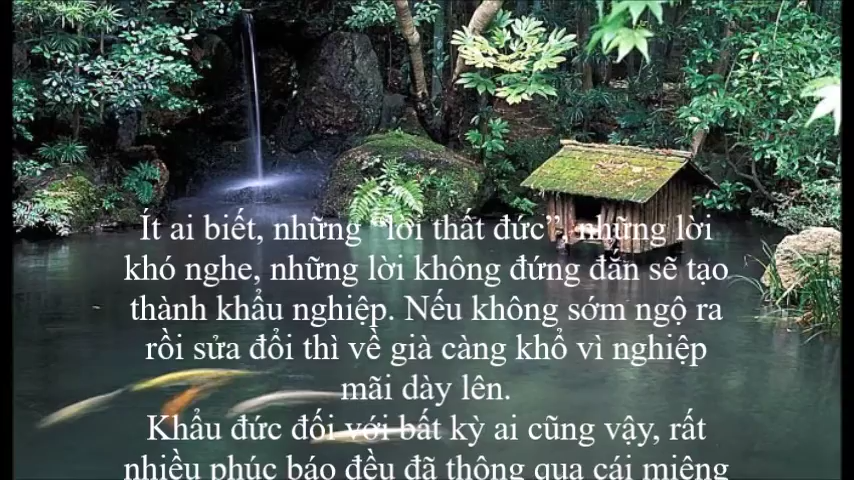 Ít ai biết, những “lời thất đức”, những lời
khó nghe, những lời không đứng đắn sẽ tạo
thành khẩu nghiệp. Nếu không sớm ngộ ra
rồi sửa đổi thì về già càng khổ vì nghiệp
mãi dày lên.
Khẩu đức đối với bất kỳ ai cũng vậy, rất
nhiều phúc báo đều đã thông qua cái miệng